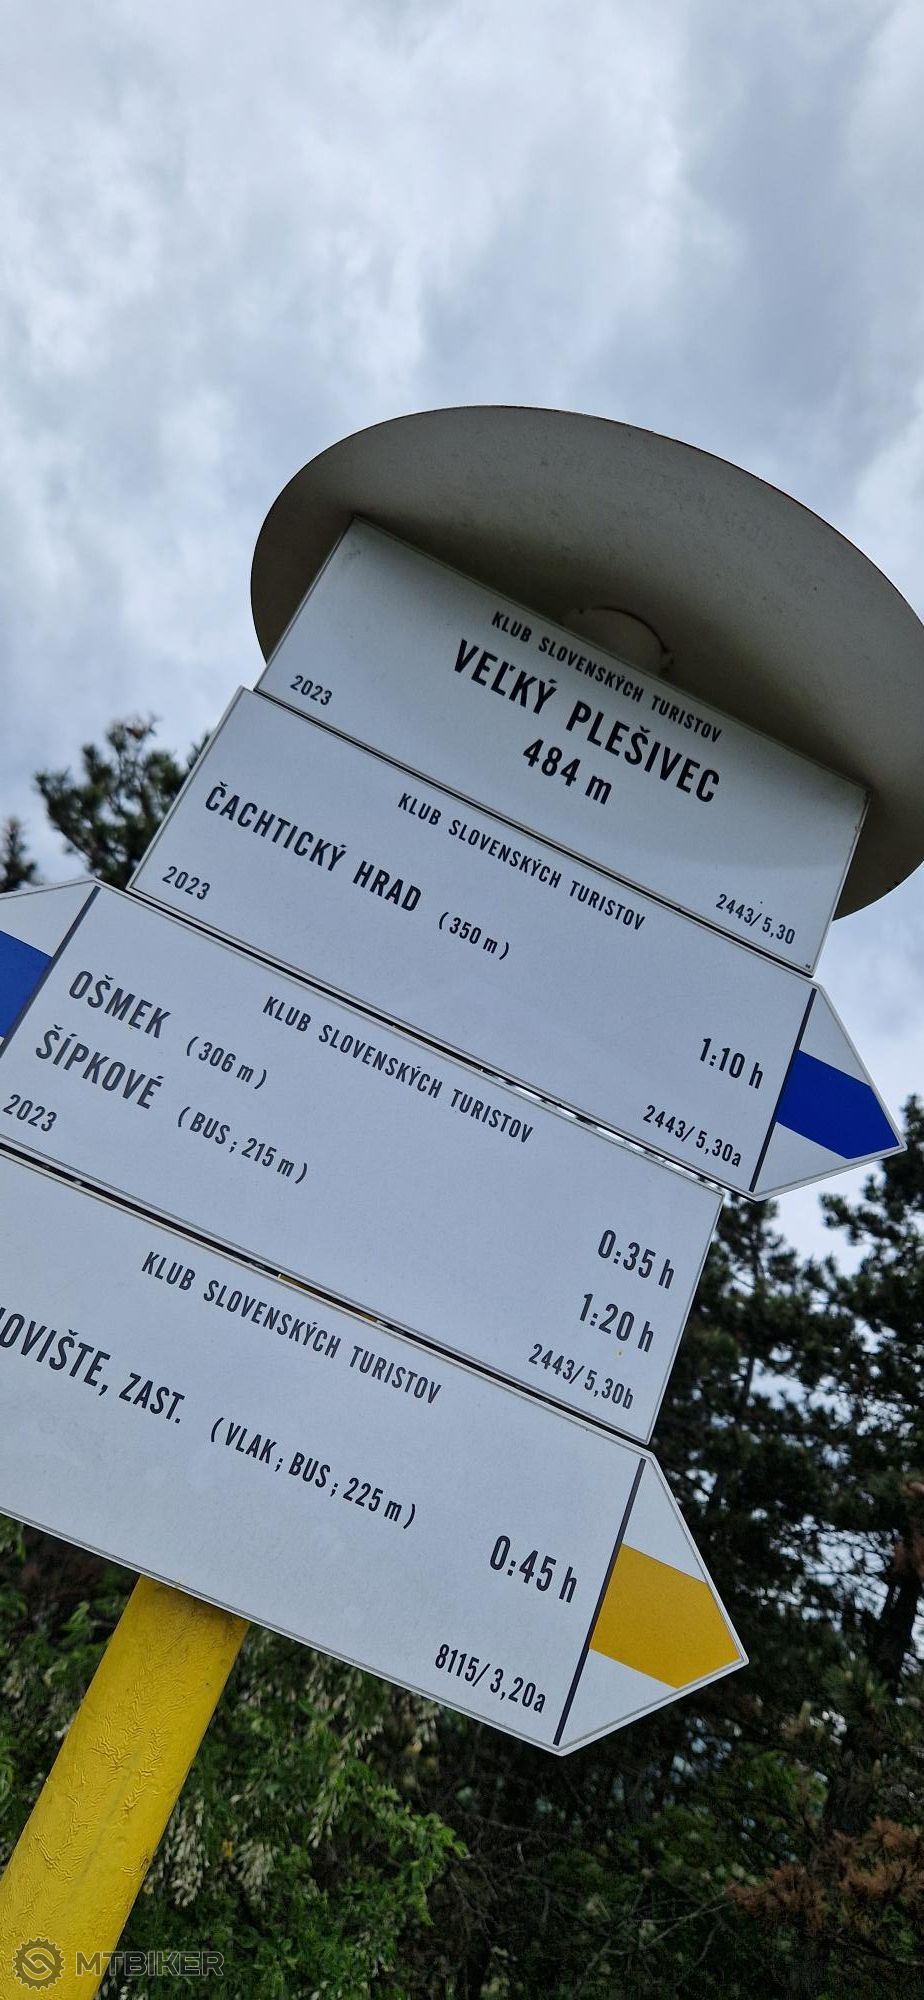 KLUB SLOVENSKÝCH TURISTOV
VEĽKÝ PLEŠIVEC
484 m
2023
2443/5,30
KLUB SLOVENSKÝCH TURISTOV
ČACHTICKÝ HRAD (350 m)
1:10 h
2023
2443/5,30a
KLUB SLOVENSKÝCH TURISTOV
OŠMEK (306 m) 0:35 h
ŠÍPKOVÉ (BUS; 215 m) 1:20 h
2023
2443/5,30b
KLUB SLOVENSKÝCH TURISTOV
OVIŠTE, ZAST. (VLAK; BUS; 225 m)
0:45 h
8115/3,20a
MTBIKER